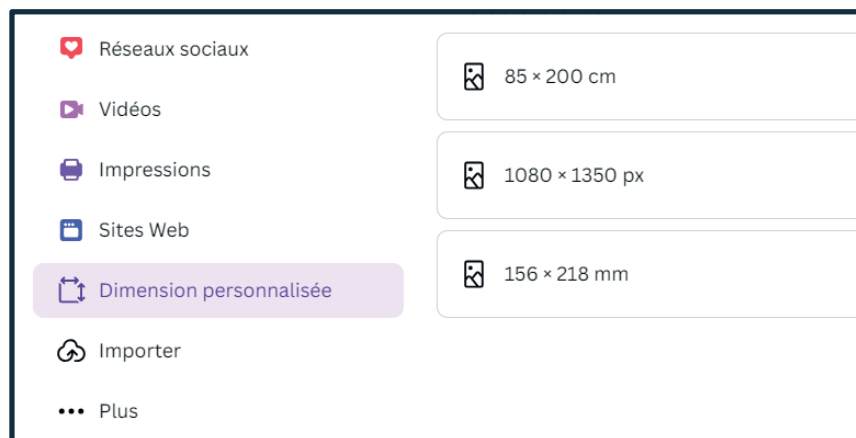 Réseaux sociaux
Vidéos
Impressions
Sites Web
Dimension personnalisée
Importer
Plus
85 × 200 cm
1080 × 1350 px
156 × 218 mm